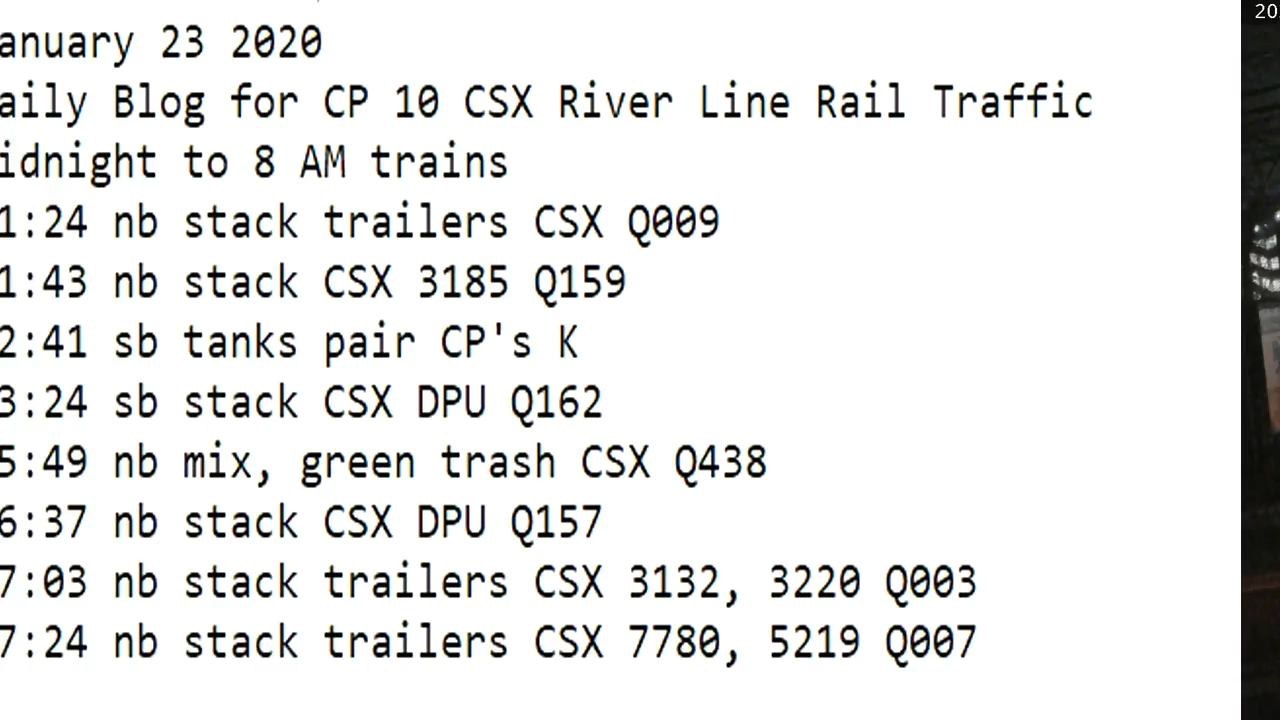 anuary 23 2020
aily Blog for CP 10 CSX River Line Rail Traffic
idnight to 8 AM trains
1:24 nb stack trailers CSX Q009
1:43 nb stack CSX 3185 Q159
2:41 sb tanks pair CP's K
3:24 sb stack CSX DPU Q162
5:49 nb mix, green trash CSX Q438
6:37 nb stack CSX DPU Q157
7:03 nb stack trailers CSX 3132, 3220 Q003
7:24 nb stack trailers CSX 7780, 5219 Q007
20